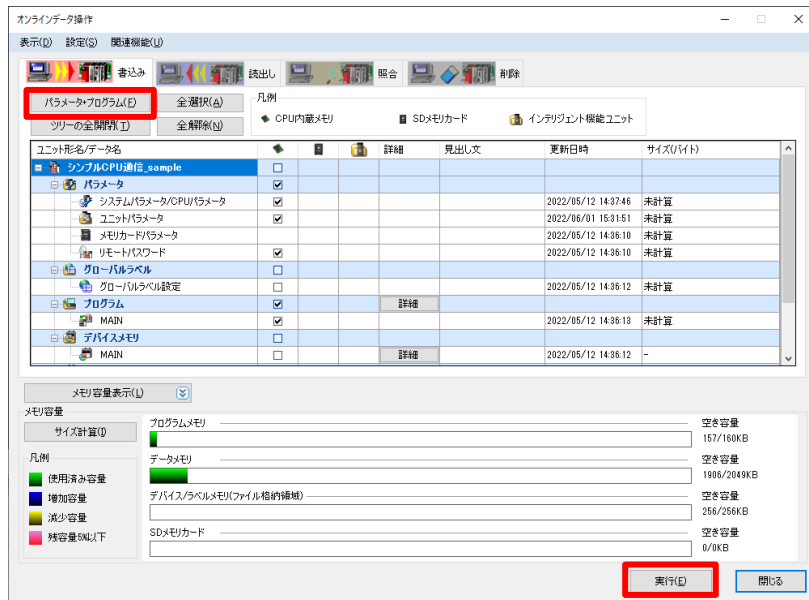 オンラインデータ操作
表示(D) 設定(S) 関連機能(U)
書込み 読出し 照合 削除
パラメータ+プログラム(F) 全選択(A) 凡例
ツリーの全開閉(T) 全解除(N) CPU内蔵メモリ SDメモリカード インテリジェント機能ユニット
ユニット形名/データ名 詳細 見出し文 更新日時 サイズ(バイト)
シンプルCPU通信_sample
パラメータ
システムパラメータ/CPUパラメータ 2022/05/12 14:37:46 未計算
ユニットパラメータ 2022/06/01 15:31:51 未計算
メモリカードパラメータ 2022/05/12 14:36:10 未計算
リモートパスワード 2022/05/12 14:36:10 未計算
グローバルラベル
グローバルラベル設定 2022/05/12 14:36:12 未計算
プログラム 詳細
MAIN 2022/05/12 14:36:13 未計算
デバイスメモリ
MAIN 詳細 2022/05/12 14:36:12 -
メモリ容量表示(L)
メモリ容量
サイズ計算(I)
プログラムメモリ 空き容量
157/160KB
凡例
使用済み容量
増加容量
減少容量
残容量5%以下
データメモリ 空き容量
1906/2049KB
デバイス/ラベルメモリ(ファイル格納領域) 空き容量
256/256KB
SDメモリカード 空き容量
0/0KB
実行(E) 閉じる